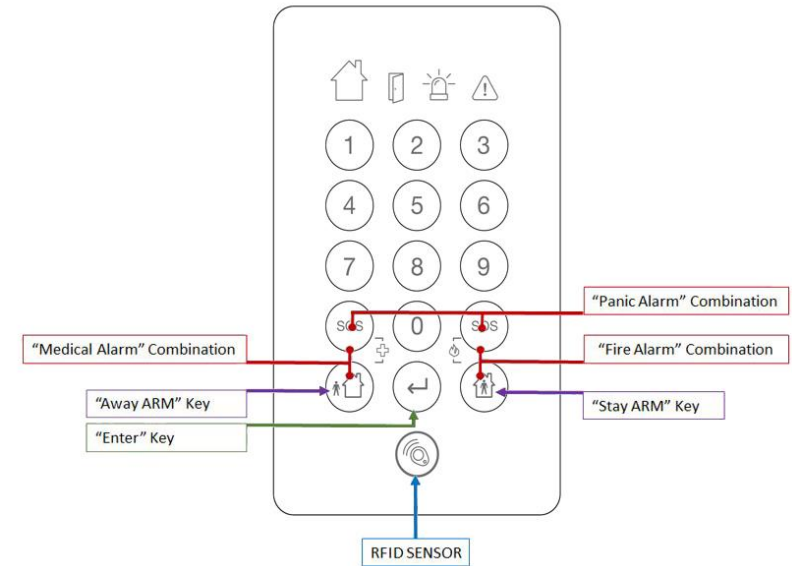 1 2 3
4 5 6
7 8 9
SOS 0 SOS
“Panic Alarm” Combination
“Medical Alarm” Combination
“Fire Alarm” Combination
“Away ARM” Key
“Stay ARM” Key
“Enter” Key
RFID SENSOR